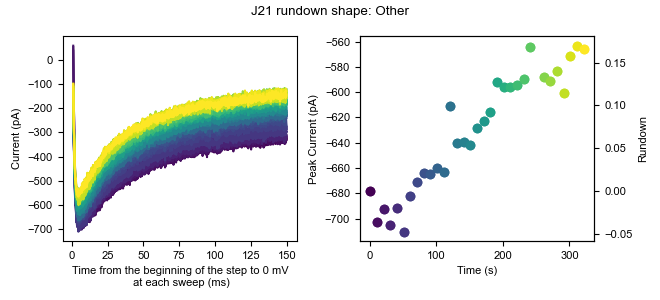 J21 rundown shape: Other
Current (pA)
0
−100
−200
−300
−400
−500
−600
−700
0 25 50 75 100 125 150
Time from the beginning of the step to 0 mV
at each sweep (ms)
Peak Current (pA)
−560
−580
−600
−620
−640
−660
−680
−700
0 100 200 300
Time (s)
0.15
0.10
0.05
0.00
−0.05
Rundown